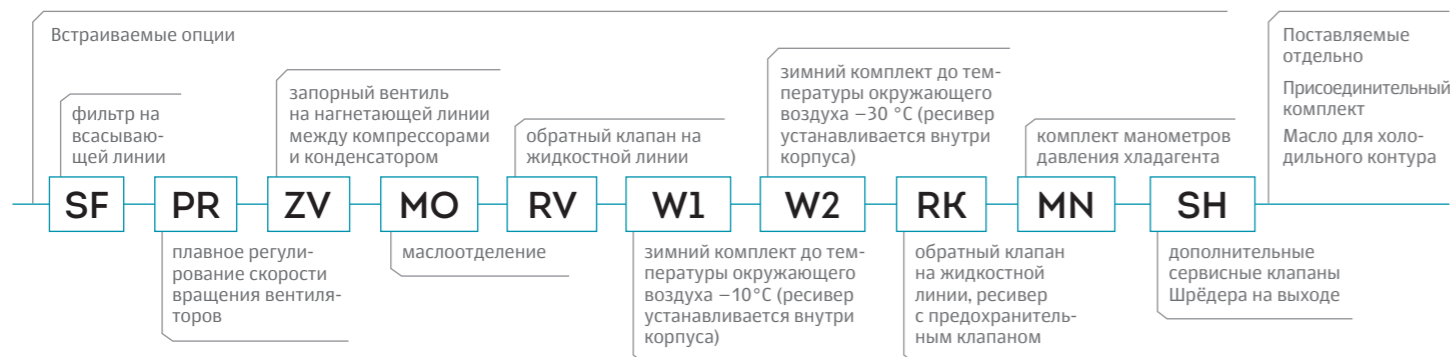 Встраиваемые опции
фильтр на
всасываю-
щей линии
запорный вентиль
на нагнетающей линии
между компрессорами
и конденсатором
обратный клапан на
жидкостной линии
зимний комплект до тем-
пературы окружающего
воздуха −30 °C (ресивер
устанавливается внутри
корпуса)
комплект манометров
давления хладагента
Поставляемые
отдельно
Присоединительный
комплект
Масло для холо-
дильного контура
SF PR ZV MO RV W1 W2 RK MN SH
плавное регули-
рование скорости
вращения вентиля-
торов
маслоотделение
зимний комплект до тем-
пературы окружающего
воздуха −10°C (ресивер
устанавливается внутри
корпуса)
обратный клапан
на жидкостной
линии, ресивер
с предохранитель-
ным клапаном
дополнительные
сервисные клапаны
Шрёдера на выходе